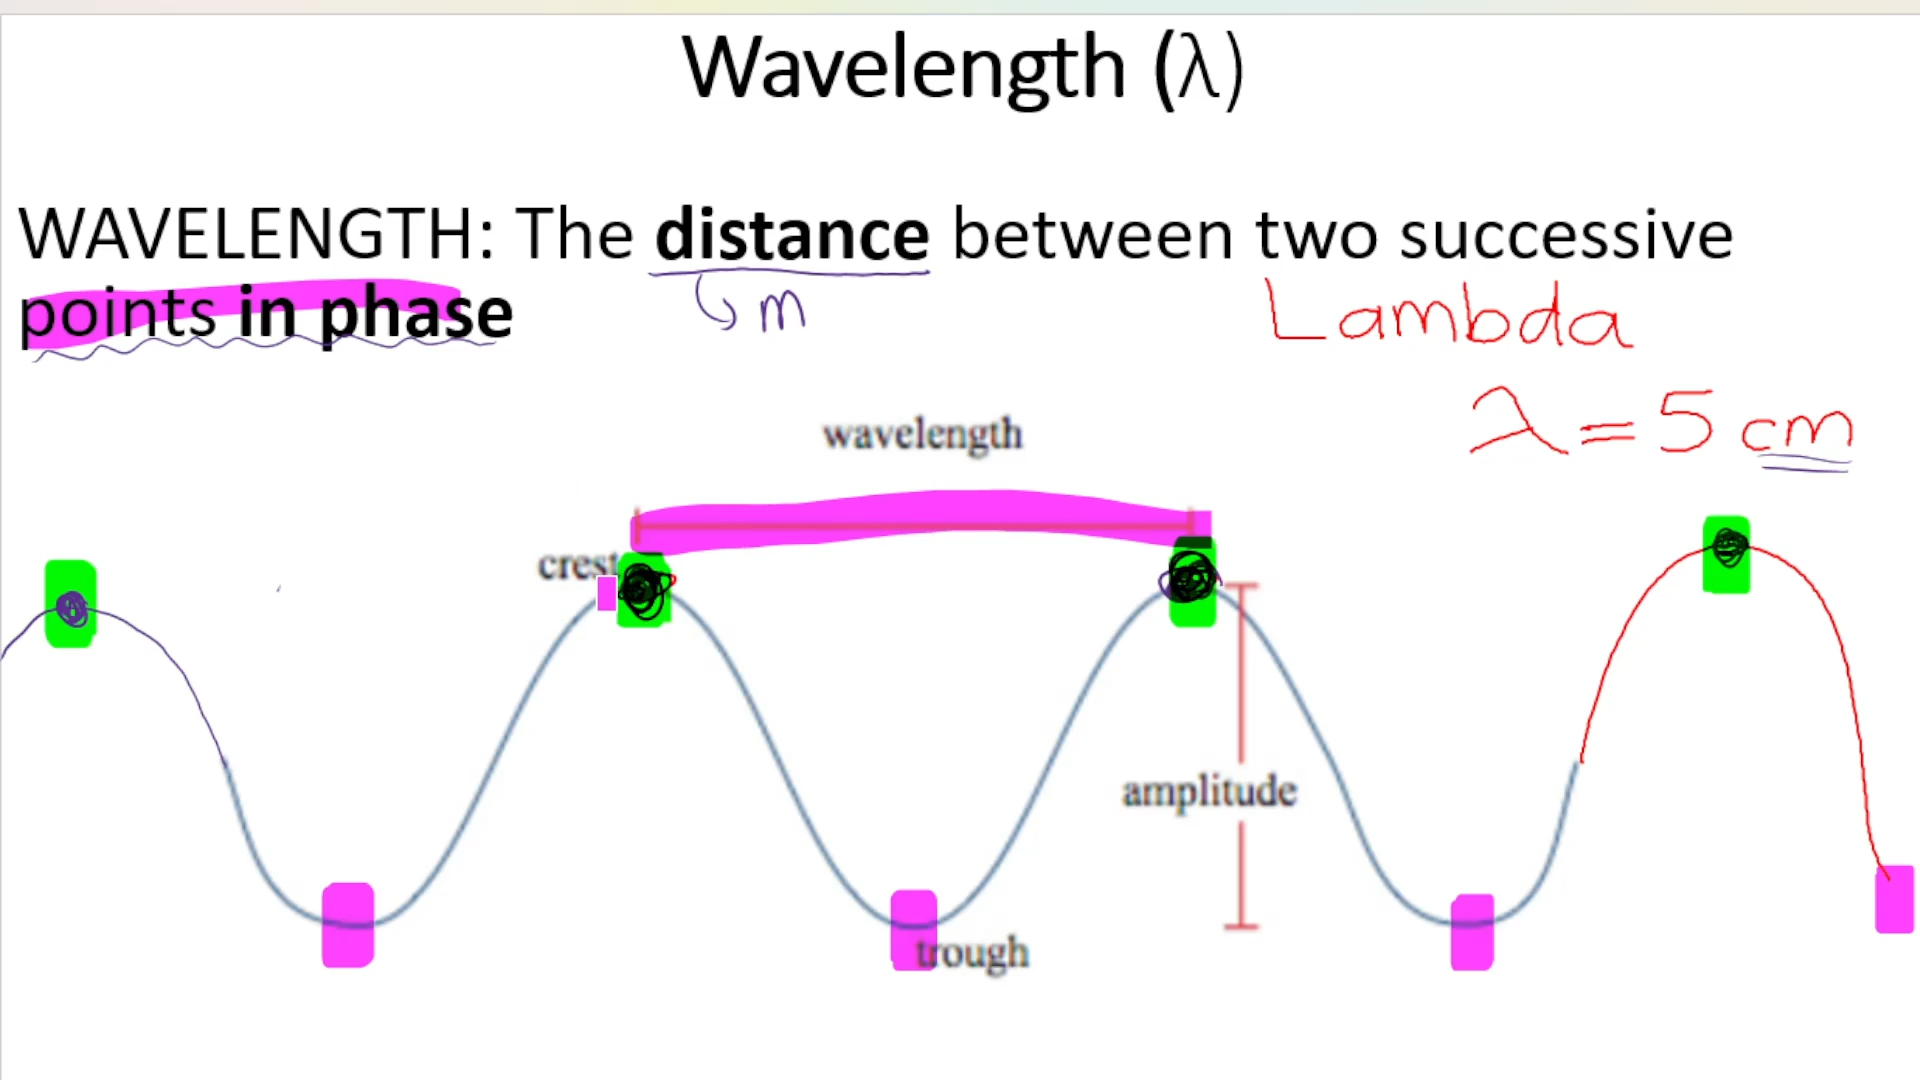 Wavelength (λ)
WAVELENGTH: The distance between two successive
points in phase
m
Lambda
λ = 5 cm
wavelength
crest
amplitude
trough